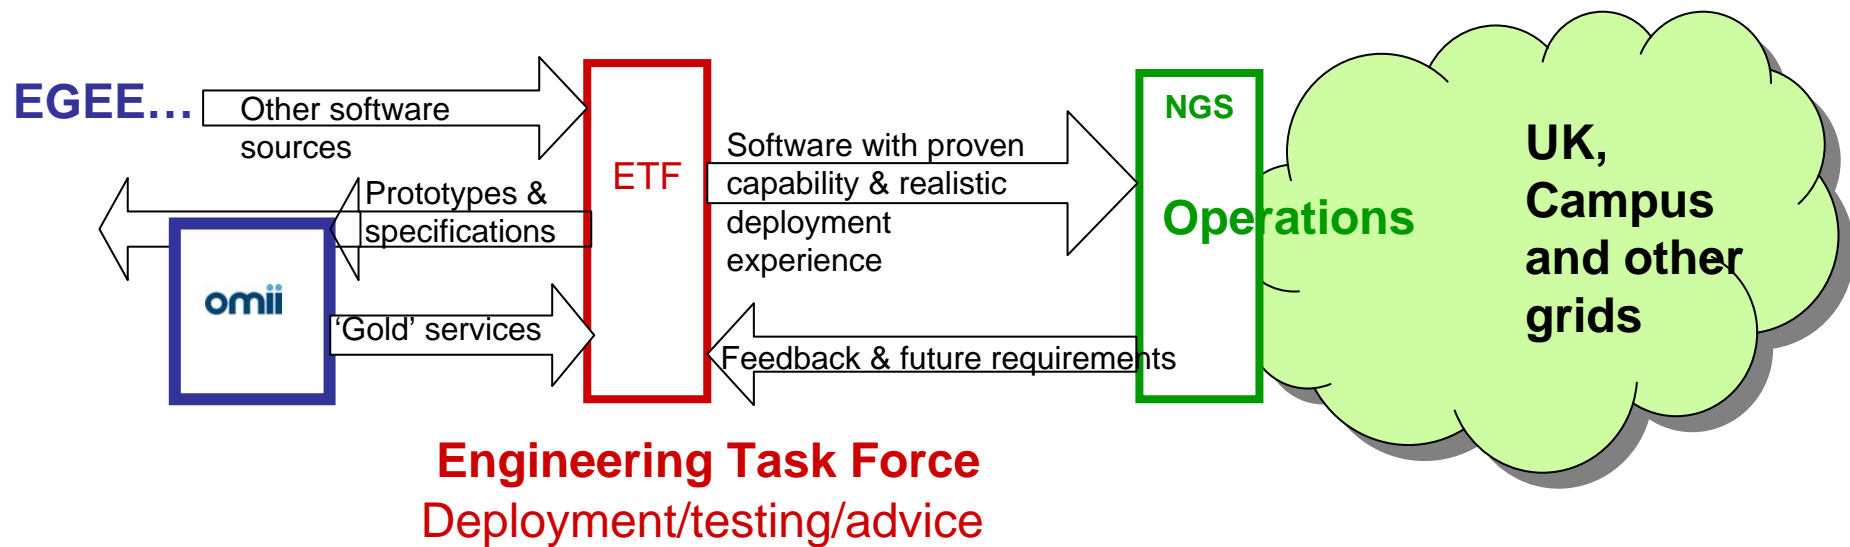 EGEE…
Other software
sources
Prototypes &
specifications
omii
‘Gold’ services
ETF
Software with proven
capability & realistic
deployment
experience
Feedback & future requirements
NGS
Operations
UK,
Campus
and other
grids
Engineering Task Force
Deployment/testing/advice